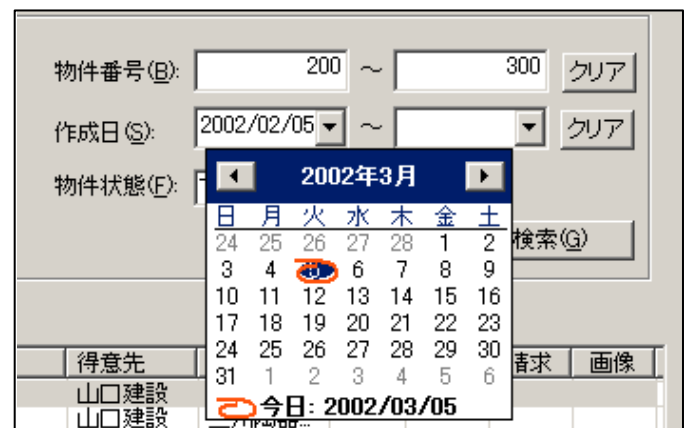 物件番号(B): 200 ～ 300 クリア
作成日(S): 2002/02/05 ～ クリア
物件状態(F):
2002年3月
日 月 火 水 木 金 土
24 25 26 27 28 1 2
検索(G)
3 4 5 6 7 8 9
10 11 12 13 14 15 16
17 18 19 20 21 22 23
24 25 26 27 28 29 30
31 1 2 3 4 5 6
今日: 2002/03/05
得意先 請求 画像
山口建設
山口建設